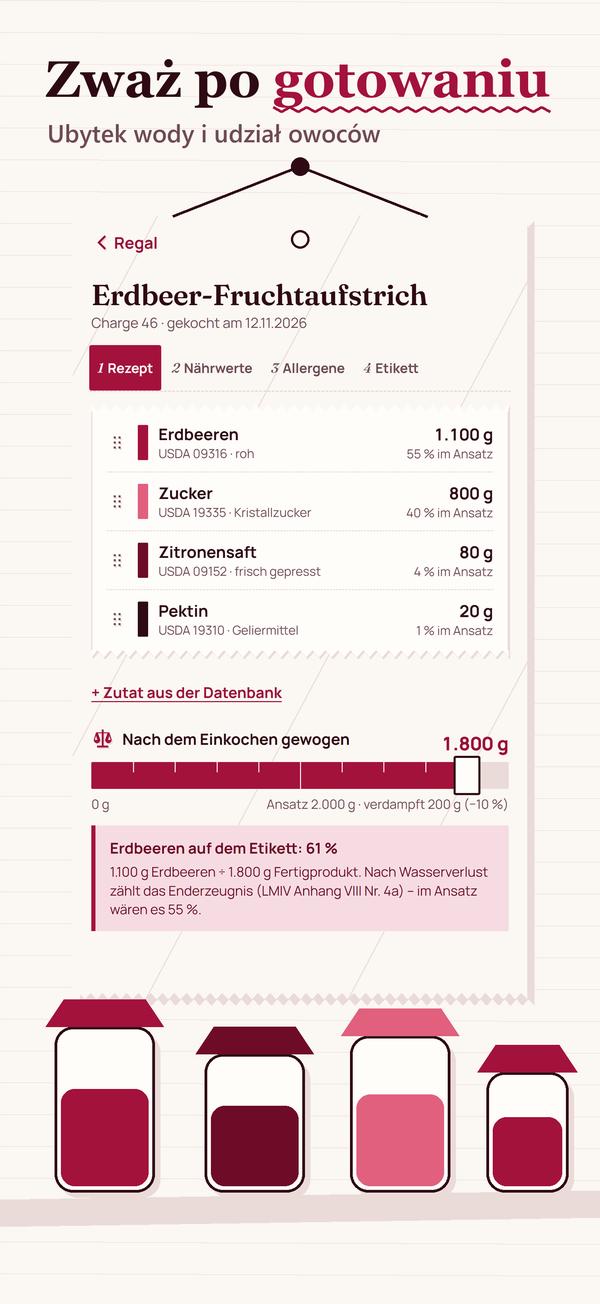 Zważ po gotowaniu
Ubytek wody i udział owoców
Regal
Erdbeer-Fruchtaufstrich
Charge 46 · gekocht am 12.11.2026
1 Rezept 2 Nährwerte 3 Allergene 4 Etikett
Erdbeeren 1.100 g
USDA 09316 · roh 55 % im Ansatz
Zucker 800 g
USDA 19335 · Kristallzucker 40 % im Ansatz
Zitronensaft 80 g
USDA 09152 · frisch gepresst 4 % im Ansatz
Pektin 20 g
USDA 19310 · Geliermittel 1 % im Ansatz
+ Zutat aus der Datenbank
Nach dem Einkochen gewogen 1.800 g
0 g Ansatz 2.000 g · verdampft 200 g (−10 %)
Erdbeeren auf dem Etikett: 61 %
1.100 g Erdbeeren ÷ 1.800 g Fertigprodukt. Nach Wasserverlust
zählt das Enderzeugnis (LMIV Anhang VIII Nr. 4a) – im Ansatz
wären es 55 %.